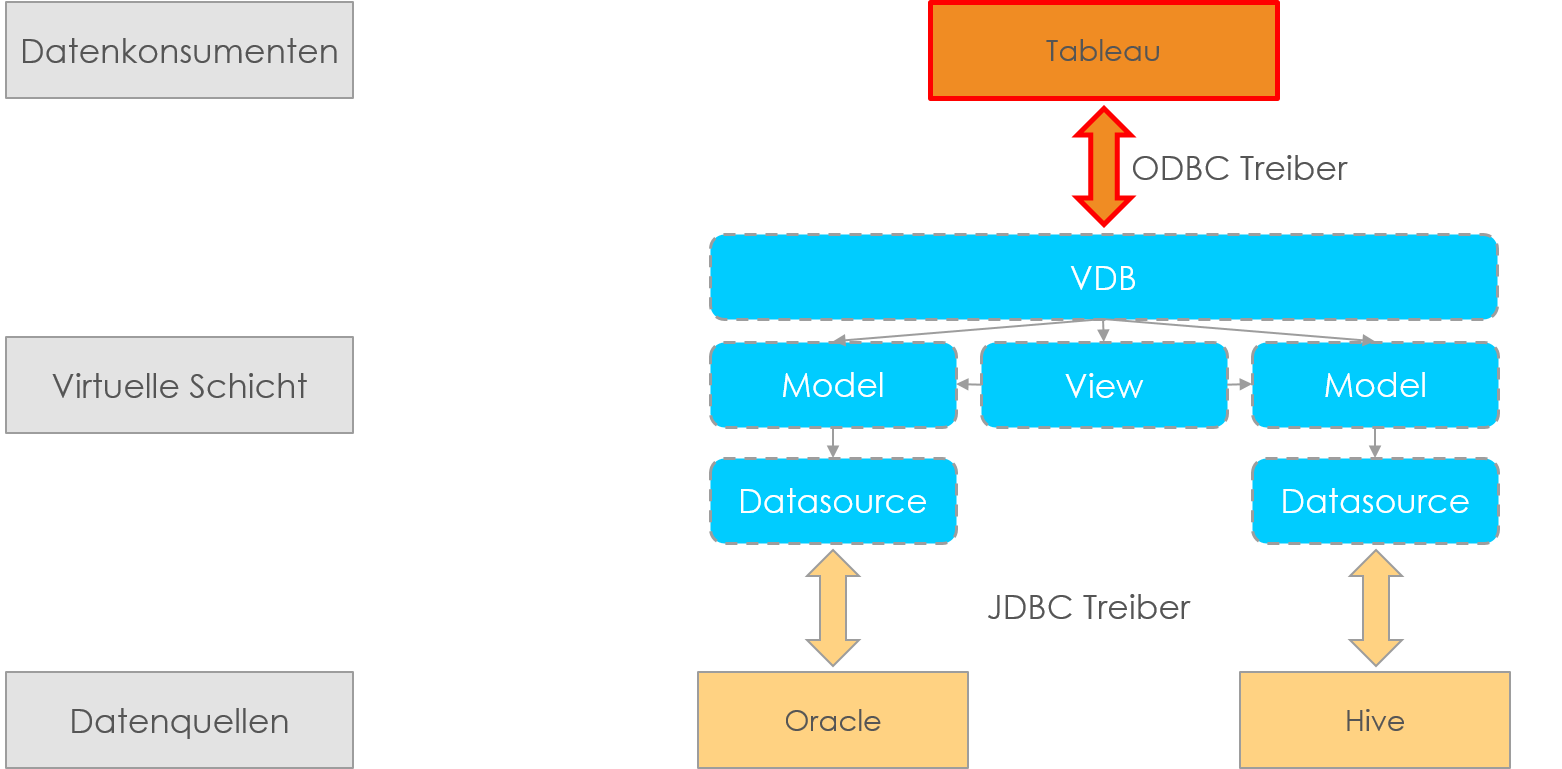 Datenkonsumenten
Tableau
ODBC Treiber
VDB
Virtuelle Schicht
Model
View
Model
Datasource
Datasource
JDBC Treiber
Datenquellen
Oracle
Hive